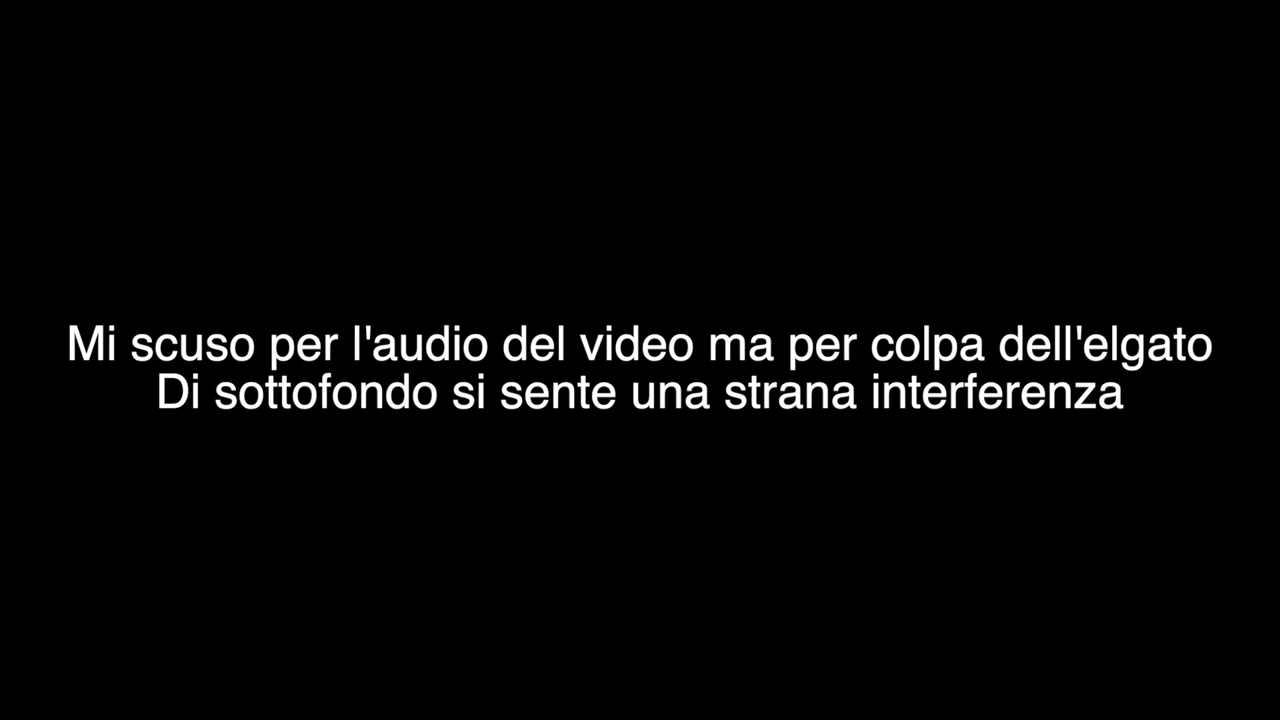 Mi scuso per l'audio del video ma per colpa dell'elgato
Di sottofondo si sente una strana interferenza